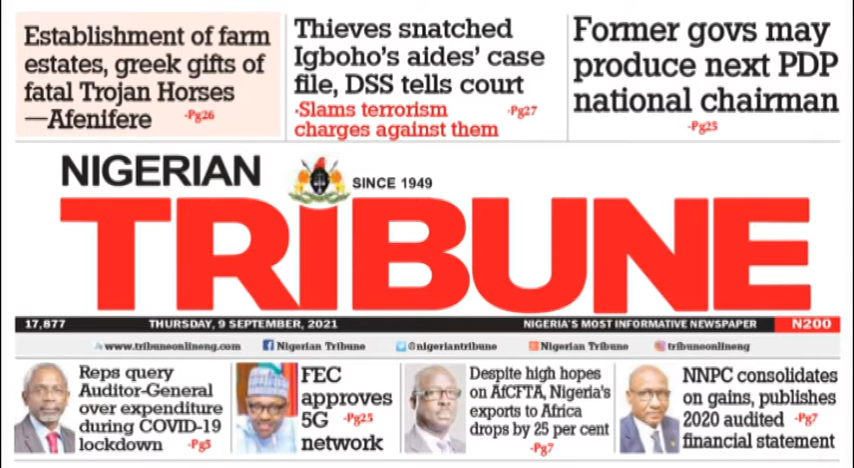 Establishment of farm
estates, greek gifts of
fatal Trojan Horses
—Afenifere -Pg26
Thieves snatched
Igboho's aides' case
file, DSS tells court
•Slams terrorism -Pg27
charges against them
Former govs may
produce next PDP
national chairman
-Pg25
NIGERIAN
SINCE 1949
TRIBUNE
17,877 THURSDAY, 9 SEPTEMBER, 2021 NIGERIA'S MOST INFORMATIVE NEWSPAPER N200
www.tribuneonlineng.com Nigerian Tribune @nigeriantribune Nigerian Tribune tribuneonlineng
Reps query
Auditor-General
over expenditure
during COVID-19
lockdown -Pg5
FEC
approves
5G -Pg25
network
Despite high hopes
on AfCFTA, Nigeria's
exports to Africa
drops by 25 per cent
-Pg7
NNPC consolidates
on gains, publishes
2020 audited -Pg7
financial statement